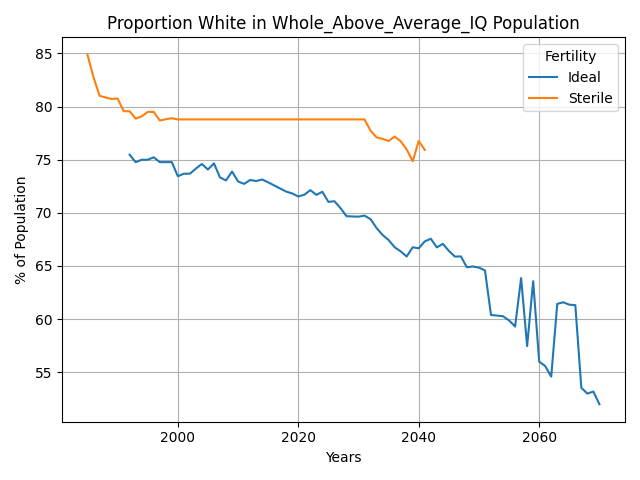 Proportion White in Whole_Above_Average_IQ Population
Fertility
Ideal
Sterile
% of Population
85
80
75
70
65
60
55
2000
2020
2040
2060
Years